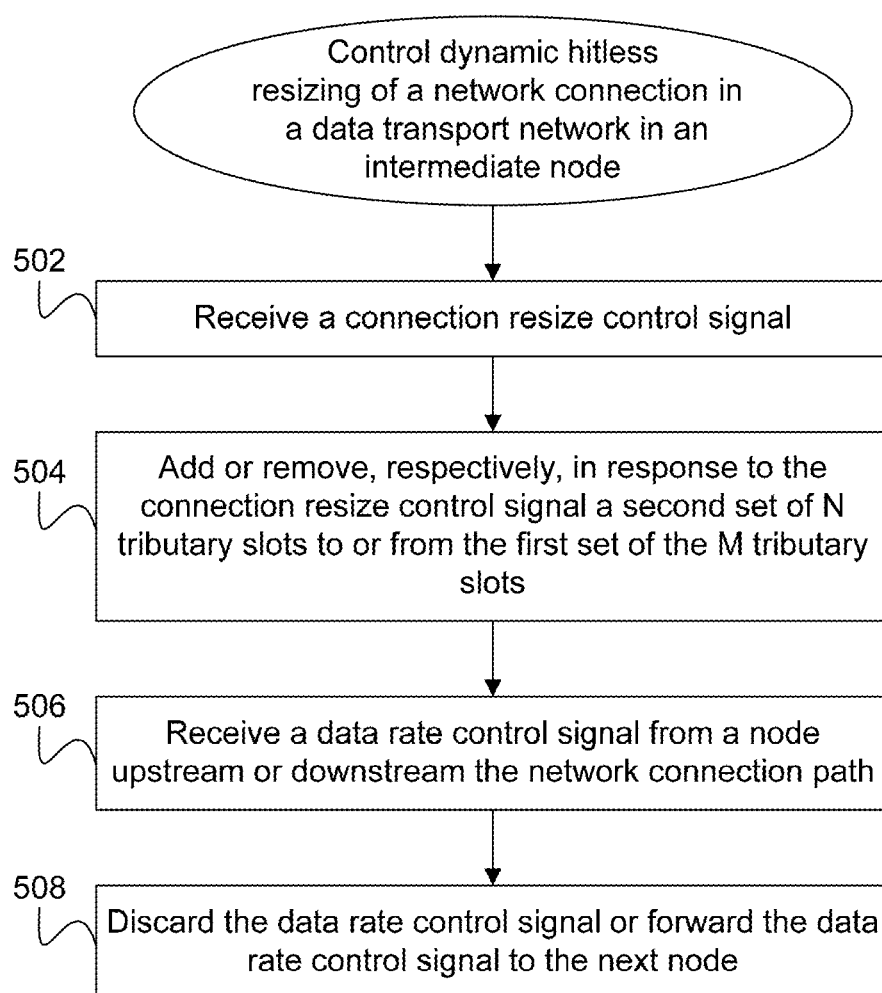 Control dynamic hitless
resizing of a network connection in
a data transport network in an
intermediate node
502
Receive a connection resize control signal
504
Add or remove, respectively, in response to the
connection resize control signal a second set of N
tributary slots to or from the first set of the M tributary
slots
506
Receive a data rate control signal from a node
upstream or downstream the network connection path
508
Discard the data rate control signal or forward the data
rate control signal to the next node